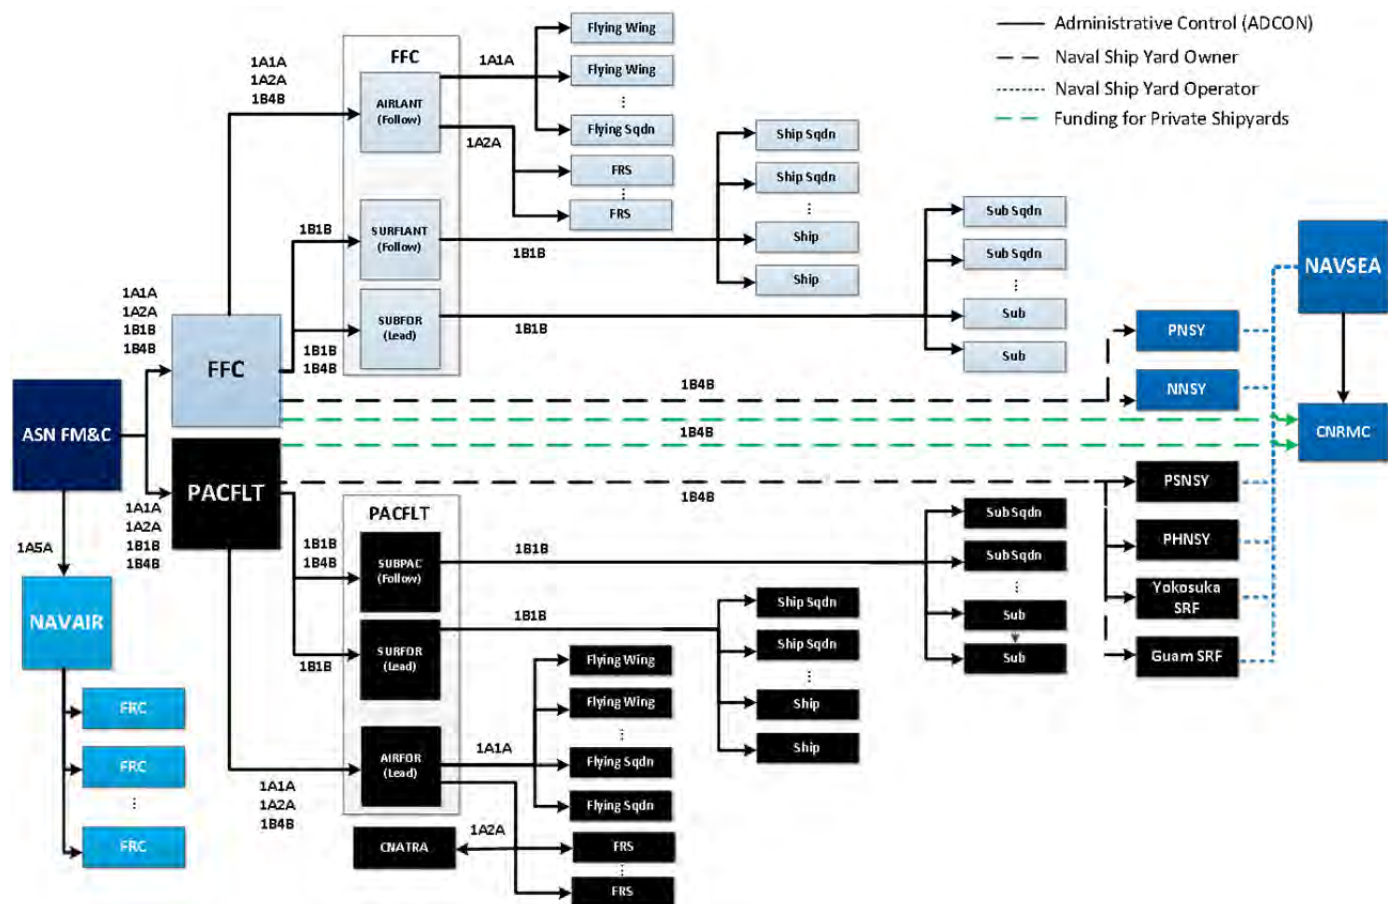 Administrative Control (ADCON)
Naval Ship Yard Owner
Naval Ship Yard Operator
Funding for Private Shipyards
1A1A
1A2A
1B4B
FFC
AIRLANT
(Follow)
1A1A
Flying Wing
Flying Wing
Flying Sqdn
1A2A
FRS
FRS
1B1B
SURFLANT
(Follow)
1B1B
Ship Sqdn
Ship Sqdn
Ship
Ship
SUBFOR
(Lead)
1B1B
1B1B
1B4B
Sub Sqdn
Sub Sqdn
Sub
Sub
1A1A
1A2A
1B1B
1B4B
FFC
ASN FM&C
PACFLT
1A1A
1A2A
1B1B
1B4B
1B4B
1B4B
1B4B
PNSY
NNSY
NAVSEA
CNRMC
PSNSY
PHNSY
Yokosuka
SRF
Guam SRF
1A5A
NAVAIR
FRC
FRC
FRC
PACFLT
1B1B
1B4B
SUBPAC
(Follow)
1B1B
Sub Sqdn
Sub Sqdn
Sub
Sub
1B1B
SURFOR
(Lead)
1B1B
Ship Sqdn
Ship Sqdn
Ship
Ship
1A1A
1A2A
1B4B
AIRFOR
(Lead)
1A1A
Flying Wing
Flying Wing
Flying Sqdn
Flying Sqdn
1A2A
CNATRA
FRS
FRS